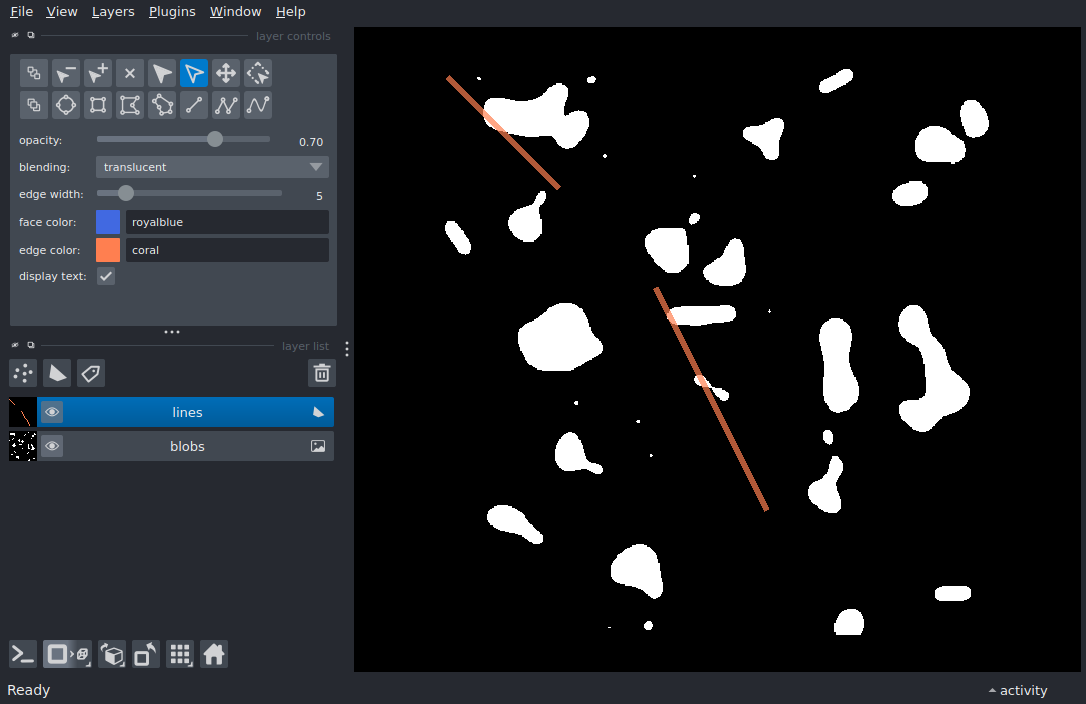 File View Layers Plugins Window Help
layer controls
opacity: 0.70
blending: translucent
edge width: 5
face color: royalblue
edge color: coral
display text:
layer list
lines
blobs
Ready activity